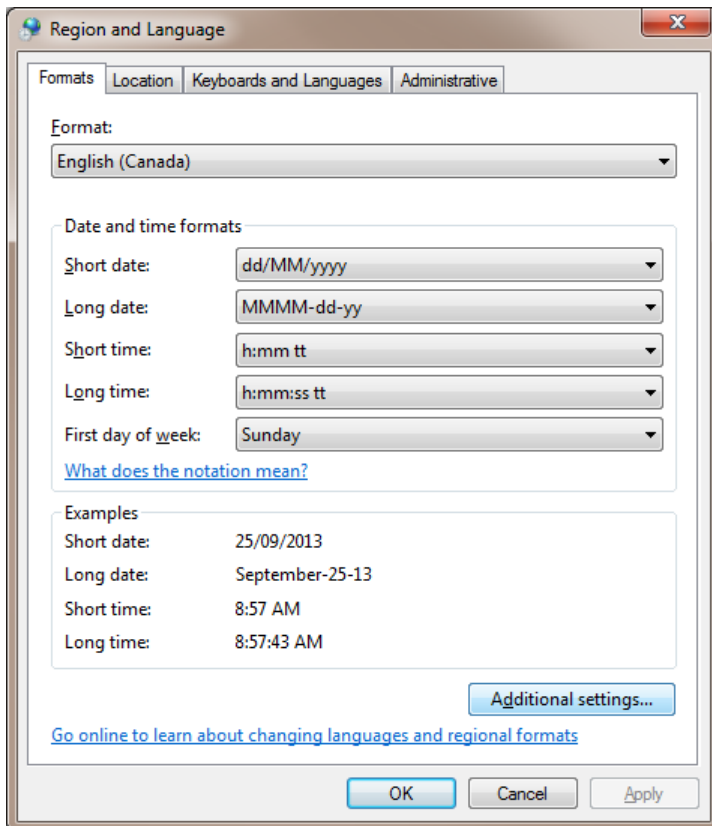 Region and Language
Formats Location Keyboards and Languages Administrative
Format:
English (Canada)
Date and time formats
Short date: dd/MM/yyyy
Long date: MMMM-dd-yy
Short time: h:mm tt
Long time: h:mm:ss tt
First day of week: Sunday
What does the notation mean?
Examples
Short date: 25/09/2013
Long date: September-25-13
Short time: 8:57 AM
Long time: 8:57:43 AM
Additional settings...
Go online to learn about changing languages and regional formats
OK Cancel Apply